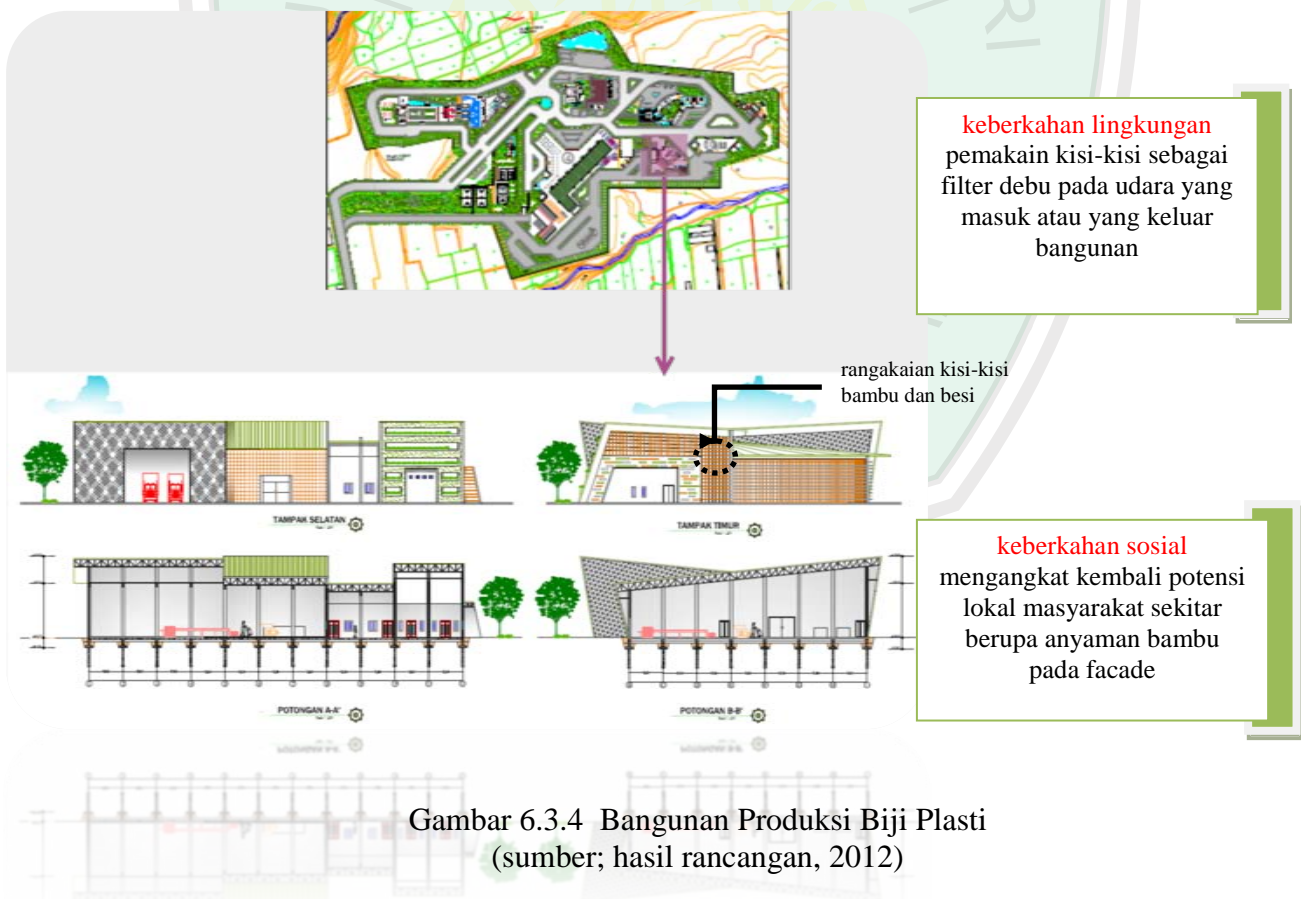 keberkahan lingkungan
pemakain kisi-kisi sebagai
filter debu pada udara yang
masuk atau yang keluar
bangunan
rangakaian kisi-kisi
bambu dan besi
TAMPAK SELATAN
TAMPAK TIMUR
keberkahan sosial
mengangkat kembali potensi
lokal masyarakat sekitar
berupa anyaman bambu
pada facade
POTONGAN A-A'
POTONGAN B-B'
Gambar 6.3.4 Bangunan Produksi Biji Plasti
(sumber; hasil rancangan, 2012)